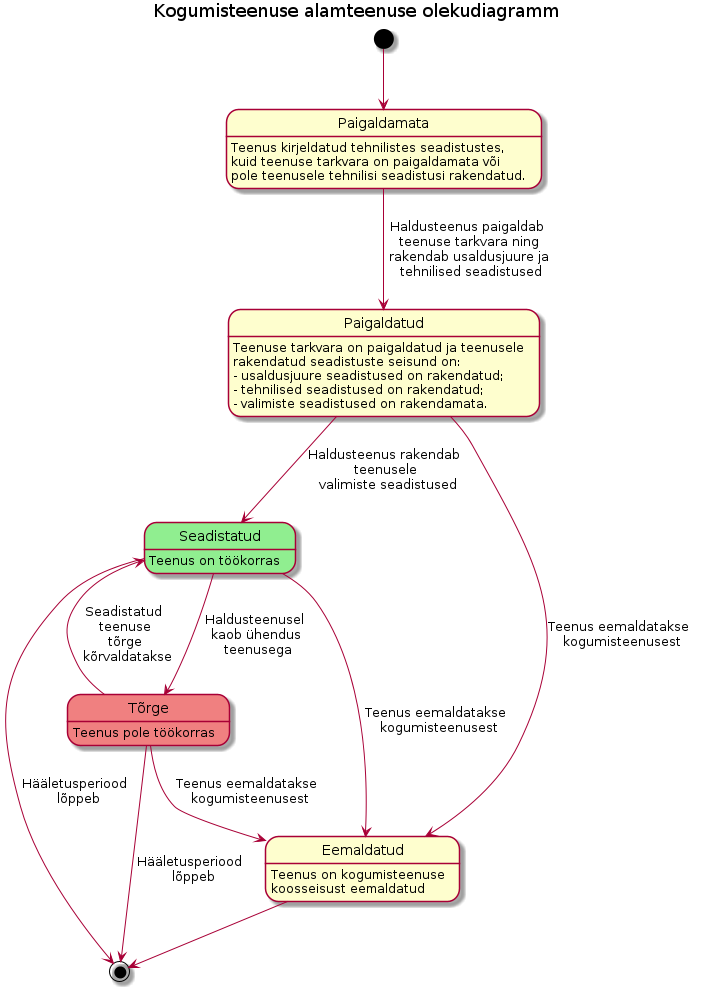 Kogumisteenuse alamteenuse olekudiagramm
Paigaldamata
Teenus kirjeldatud tehnilistes seadistustes,
kuid teenuse tarkvara on paigaldamata või
pole teenusele tehnilisi seadistusi rakendatud.
Haldusteenus paigaldab
teenuse tarkvara ning
rakendab usaldusjuure ja
tehnilised seadistused
Paigaldatud
Teenuse tarkvara on paigaldatud ja teenusele
rakendatud seadistuste seisund on:
- usaldusjuure seadistused on rakendatud;
- tehnilised seadistused on rakendatud;
- valimiste seadistused on rakendamata.
Haldusteenus rakendab
teenusele
valimiste seadistused
Seadistatud
Teenus on töökorras
Seadistatud
teenuse
tõrge
kõrvaldatakse
Haldusteenusel
kaob ühendus
teenusega
Teenus eemaldatakse
kogumisteenusest
Tõrge
Teenus pole töökorras
Teenus eemaldatakse
kogumisteenusest
Hääletusperiood
lõppeb
Teenus eemaldatakse
kogumisteenusest
Hääletusperiood
lõppeb
Eemaldatud
Teenus on kogumisteenuse
koosseisust eemaldatud